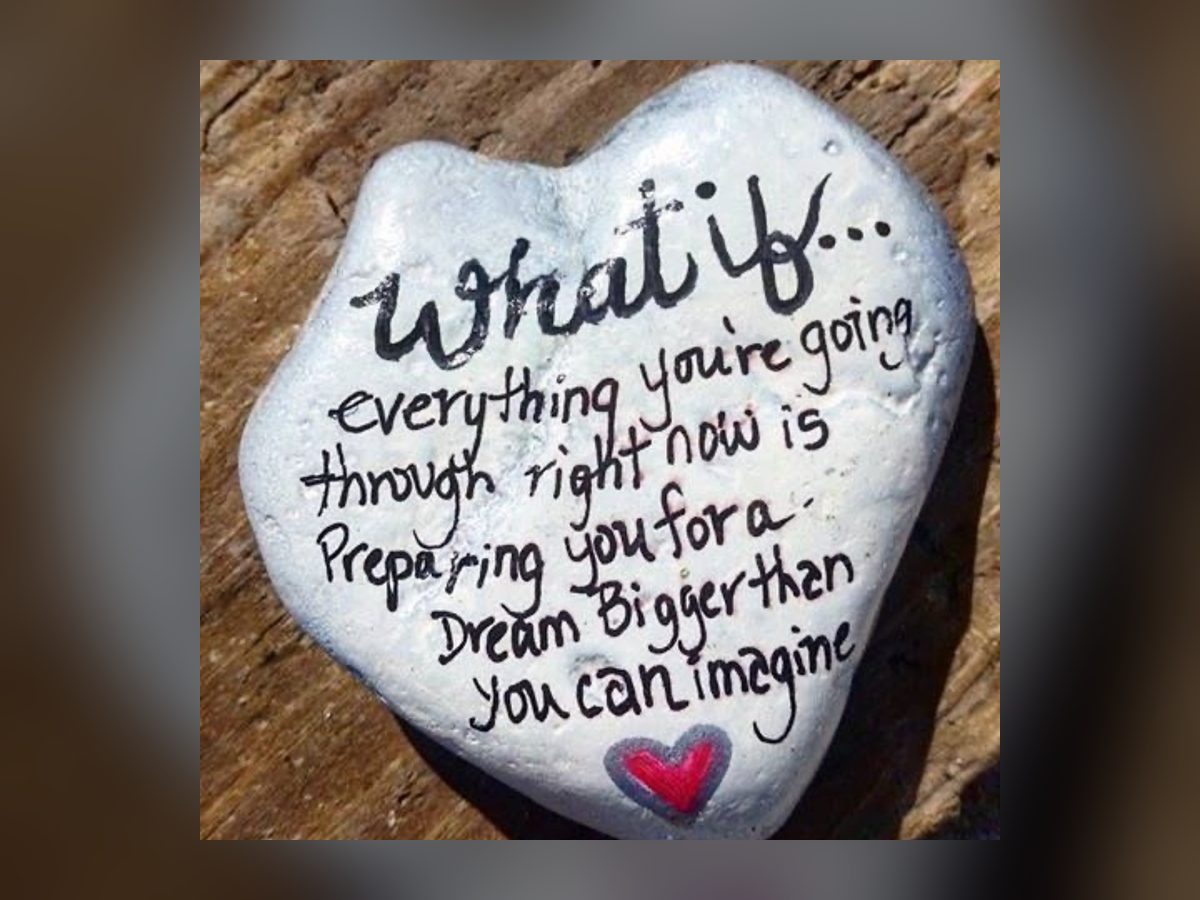 What if...
everything you're going
through right now is
Preparing you for a
Dream Bigger than
you can imagine